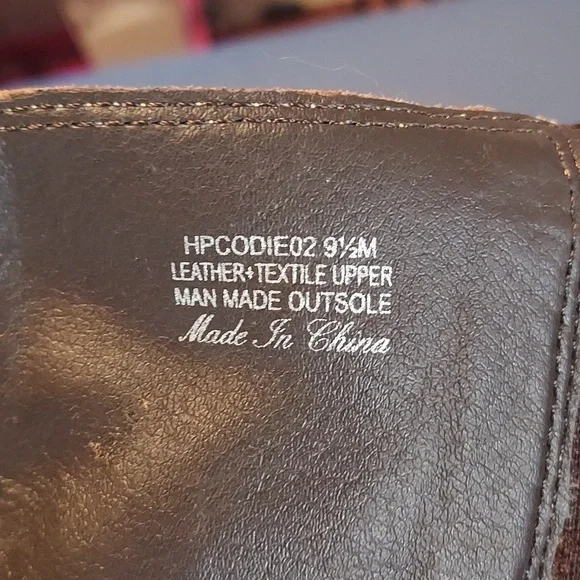 HPCODIE02 9½M
LEATHER+TEXTILE UPPER
MAN MADE OUTSOLE
Made In China